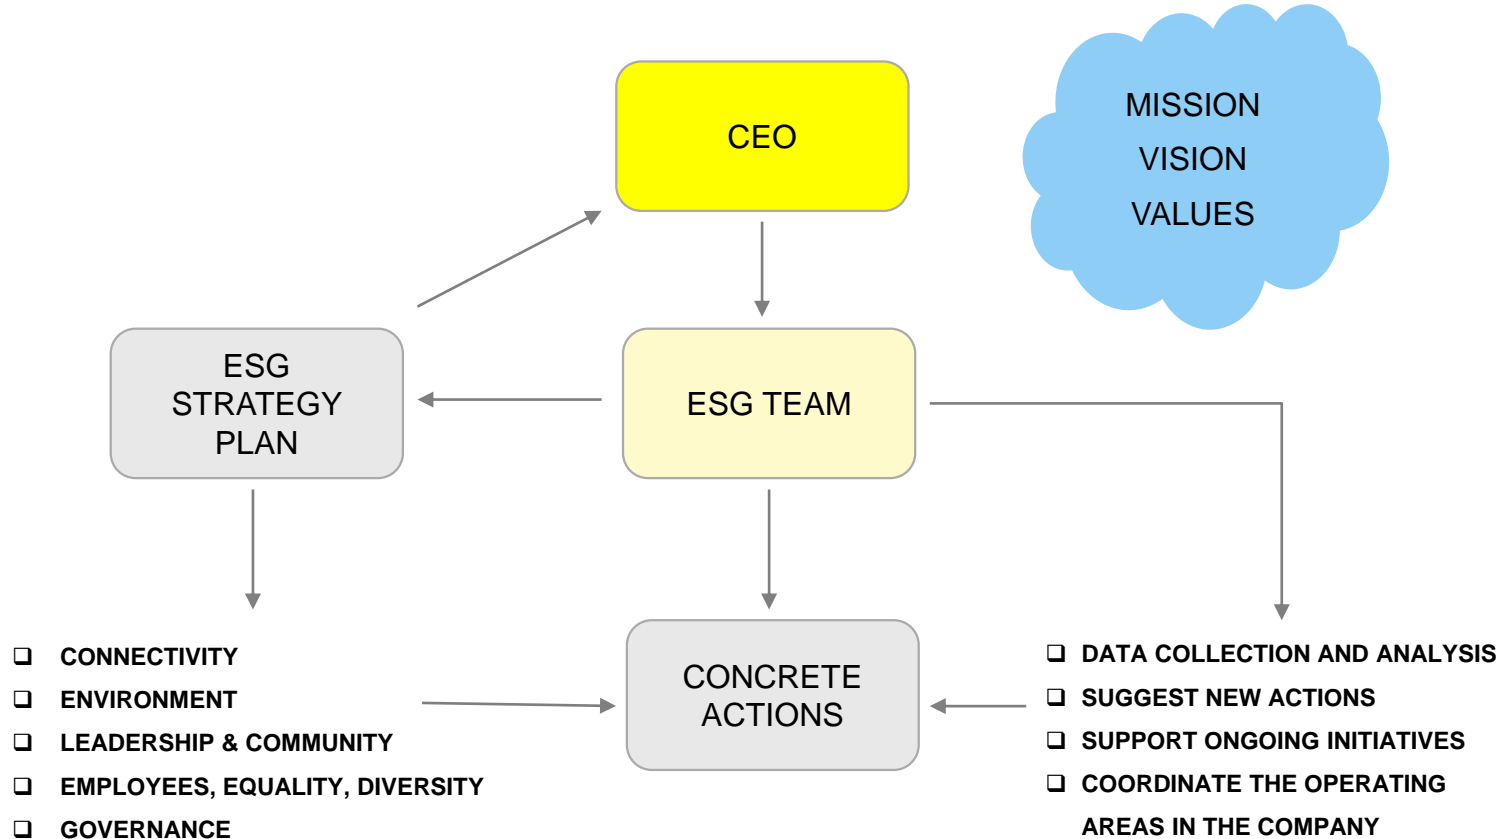 CEO
MISSION
VISION
VALUES
ESG
STRATEGY
PLAN
ESG TEAM
❑ CONNECTIVITY
❑ ENVIRONMENT
❑ LEADERSHIP & COMMUNITY
❑ EMPLOYEES, EQUALITY, DIVERSITY
❑ GOVERNANCE
CONCRETE
ACTIONS
❑ DATA COLLECTION AND ANALYSIS
❑ SUGGEST NEW ACTIONS
❑ SUPPORT ONGOING INITIATIVES
❑ COORDINATE THE OPERATING
AREAS IN THE COMPANY